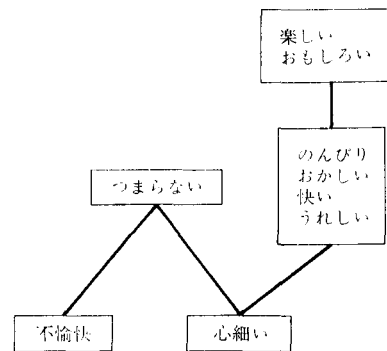 楽しい
おもしろい
のんびり
おかしい
快い
うれしい
つまらない
不愉快
心細い